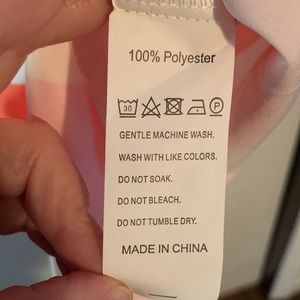 100% Polyester
30 P
GENTLE MACHINE WASH.
WASH WITH LIKE COLORS.
DO NOT SOAK.
DO NOT BLEACH.
DO NOT TUMBLE DRY.
MADE IN CHINA